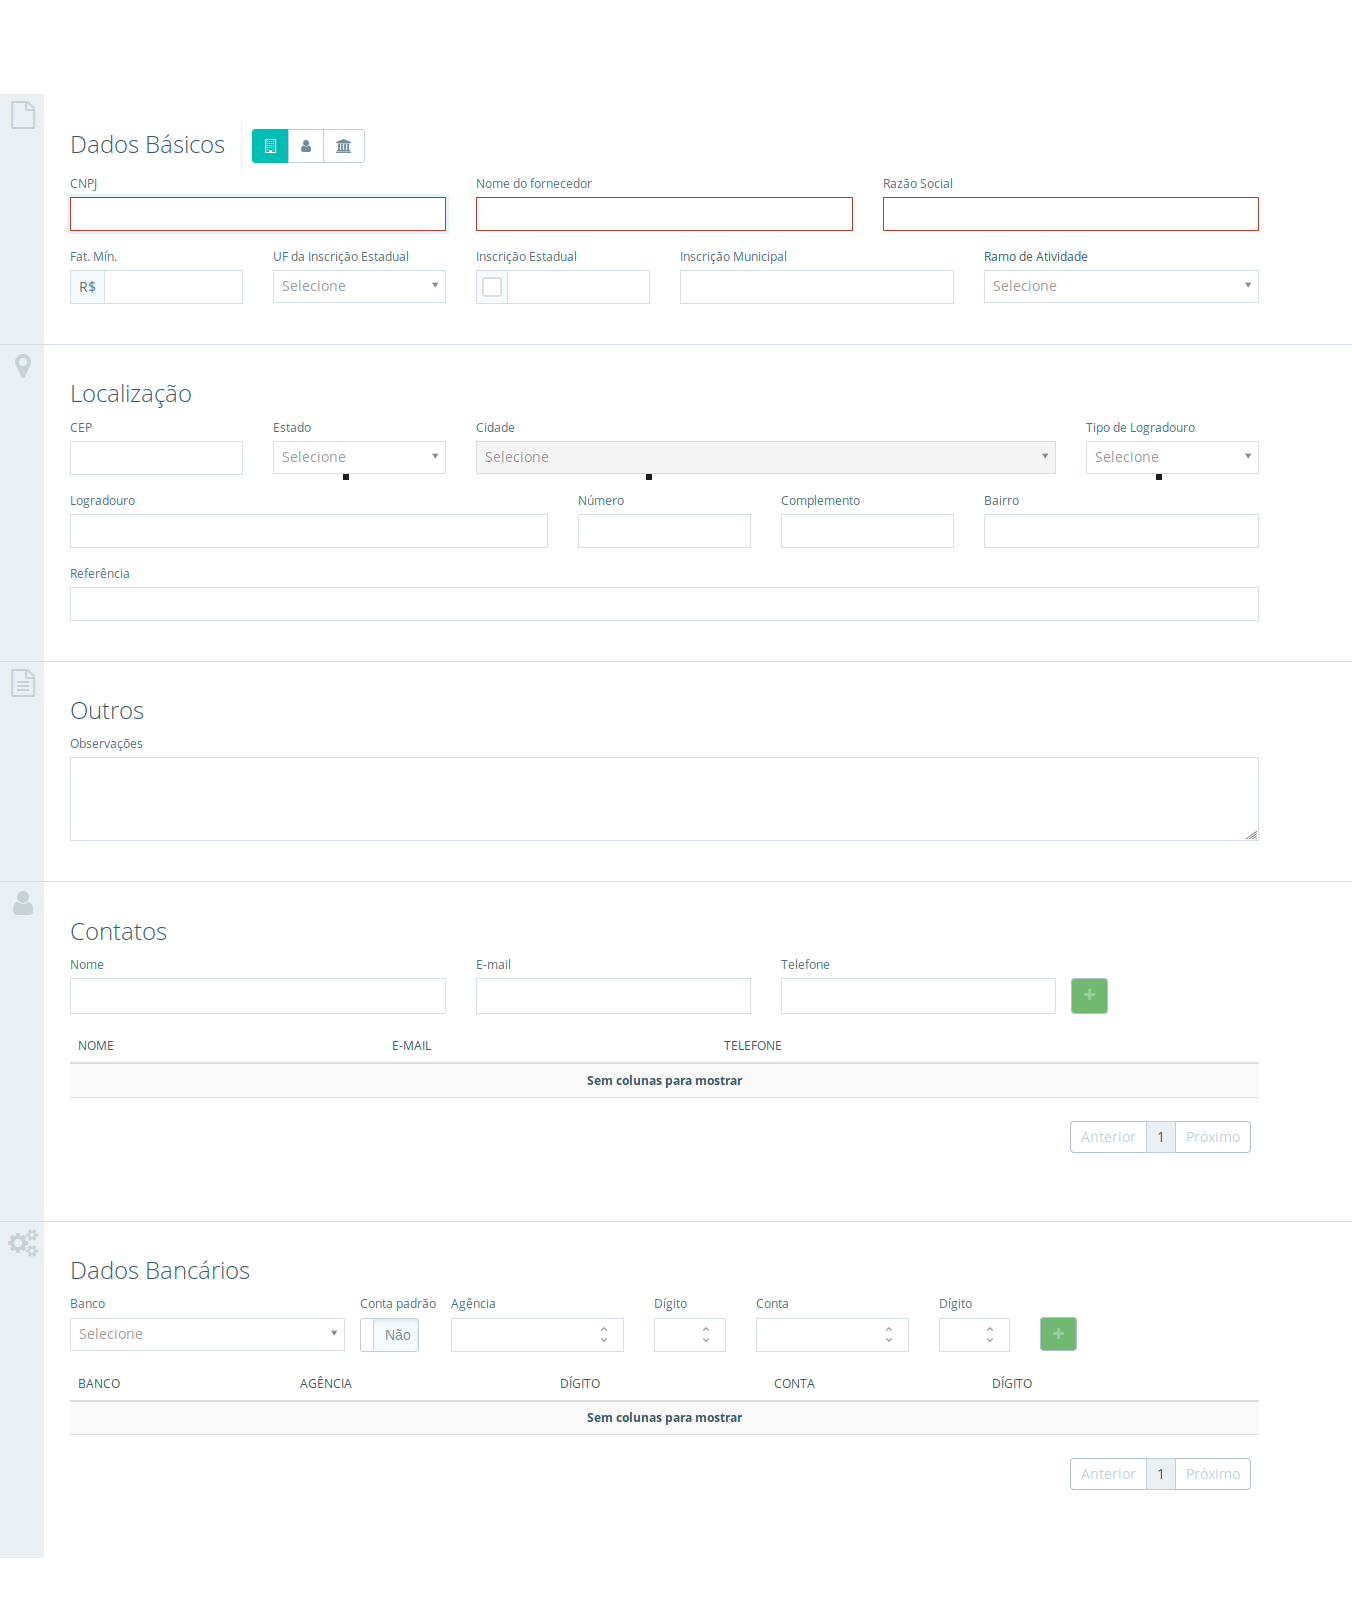 Dados Básicos
CNPJ Nome do fornecedor Razão Social
Fat. Mín. UF da Inscrição Estadual Inscrição Estadual Inscrição Municipal Ramo de Atividade
R$ Selecione Selecione
Localização
CEP Estado Cidade Tipo de Logradouro
Selecione Selecione Selecione
Logradouro Número Complemento Bairro
Referência
Outros
Observações
Contatos
Nome E-mail Telefone
NOME E-MAIL TELEFONE
Sem colunas para mostrar
Anterior 1 Próximo
Dados Bancários
Banco Conta padrão Agência Dígito Conta Dígito
Selecione Não
BANCO AGÊNCIA DÍGITO CONTA DÍGITO
Sem colunas para mostrar
Anterior 1 Próximo